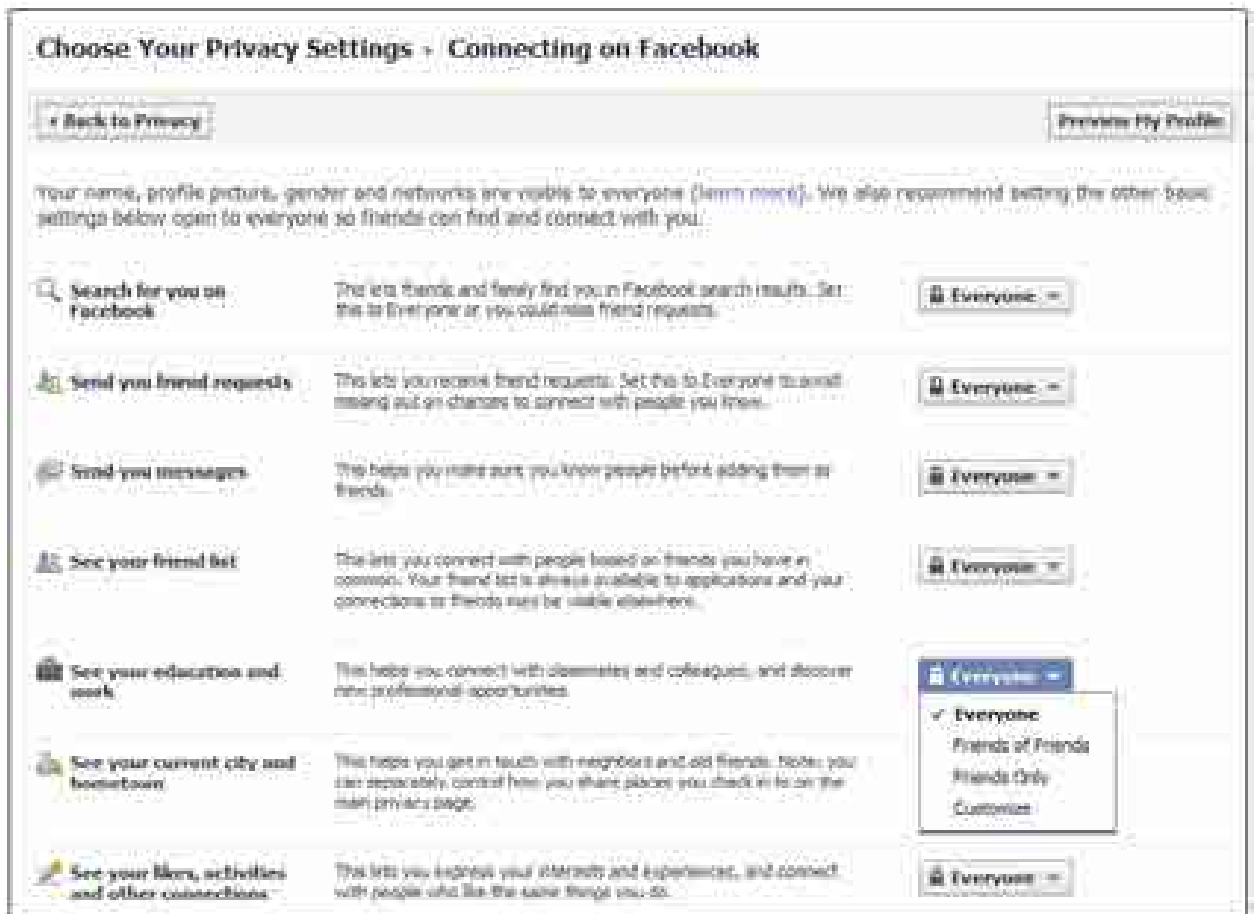 Choose Your Privacy Settings ▸ Connecting on Facebook
◂ Back to Privacy
Preview My Profile
Your name, profile picture, gender and networks are visible to everyone (learn more). We also recommend setting the other basic
settings below open to everyone so friends can find and connect with you.
Search for you on
Facebook
This lets friends and family find you in Facebook search results. Set
this to Everyone or you could miss friend requests.
Everyone
Send you friend requests
This lets you receive friend requests. Set this to Everyone to avoid
missing out on chances to connect with people you know.
Everyone
Send you messages
This helps you make sure you know people before adding them as
friends.
Everyone
See your friend list
This lets you connect with people based on friends you have in
common. Your friend list is always available to applications and your
connections to friends may be visible elsewhere.
Everyone
See your education and
work
This helps you connect with classmates and colleagues, and discover
new professional opportunities.
Everyone
✓ Everyone
Friends of Friends
Friends Only
Customize
See your current city and
hometown
This helps you get in touch with neighbors and old friends. Note: you
can separately control how you share places you check in to on the
main privacy page.
See your likes, activities
and other connections
This lets you express your interests and experiences, and connect
with people who like the same things you do.
Everyone